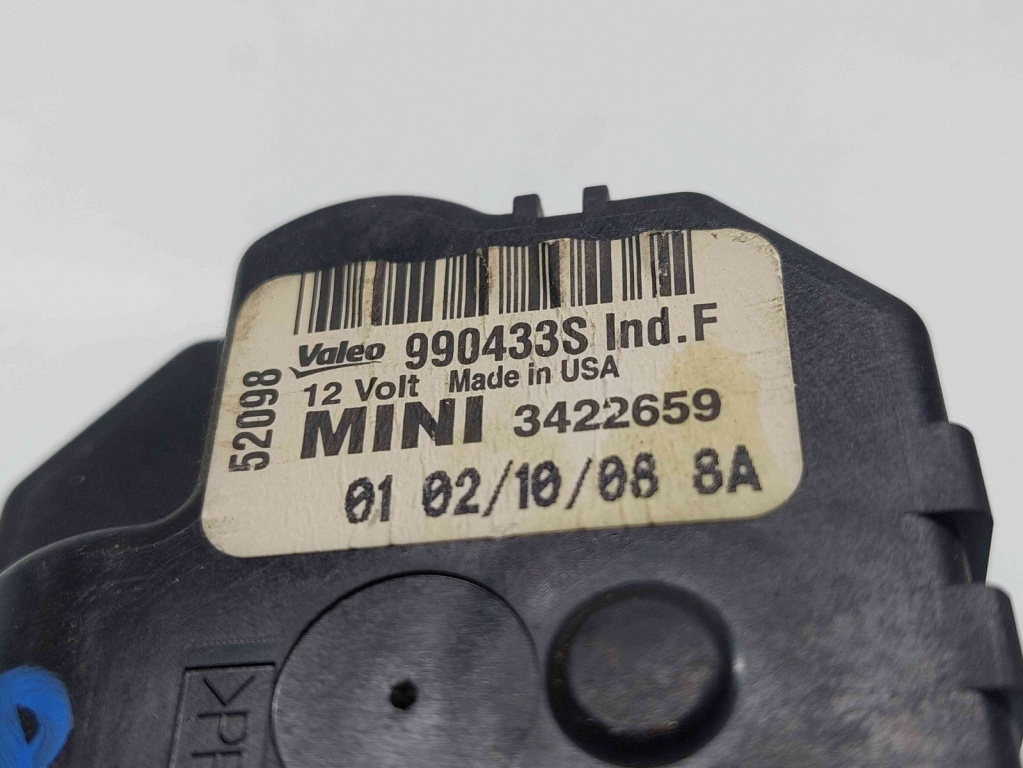 Valeo 990433S Ind.F
12 Volt Made in USA
MINI 3422659
01 02/10/08 8A
52098